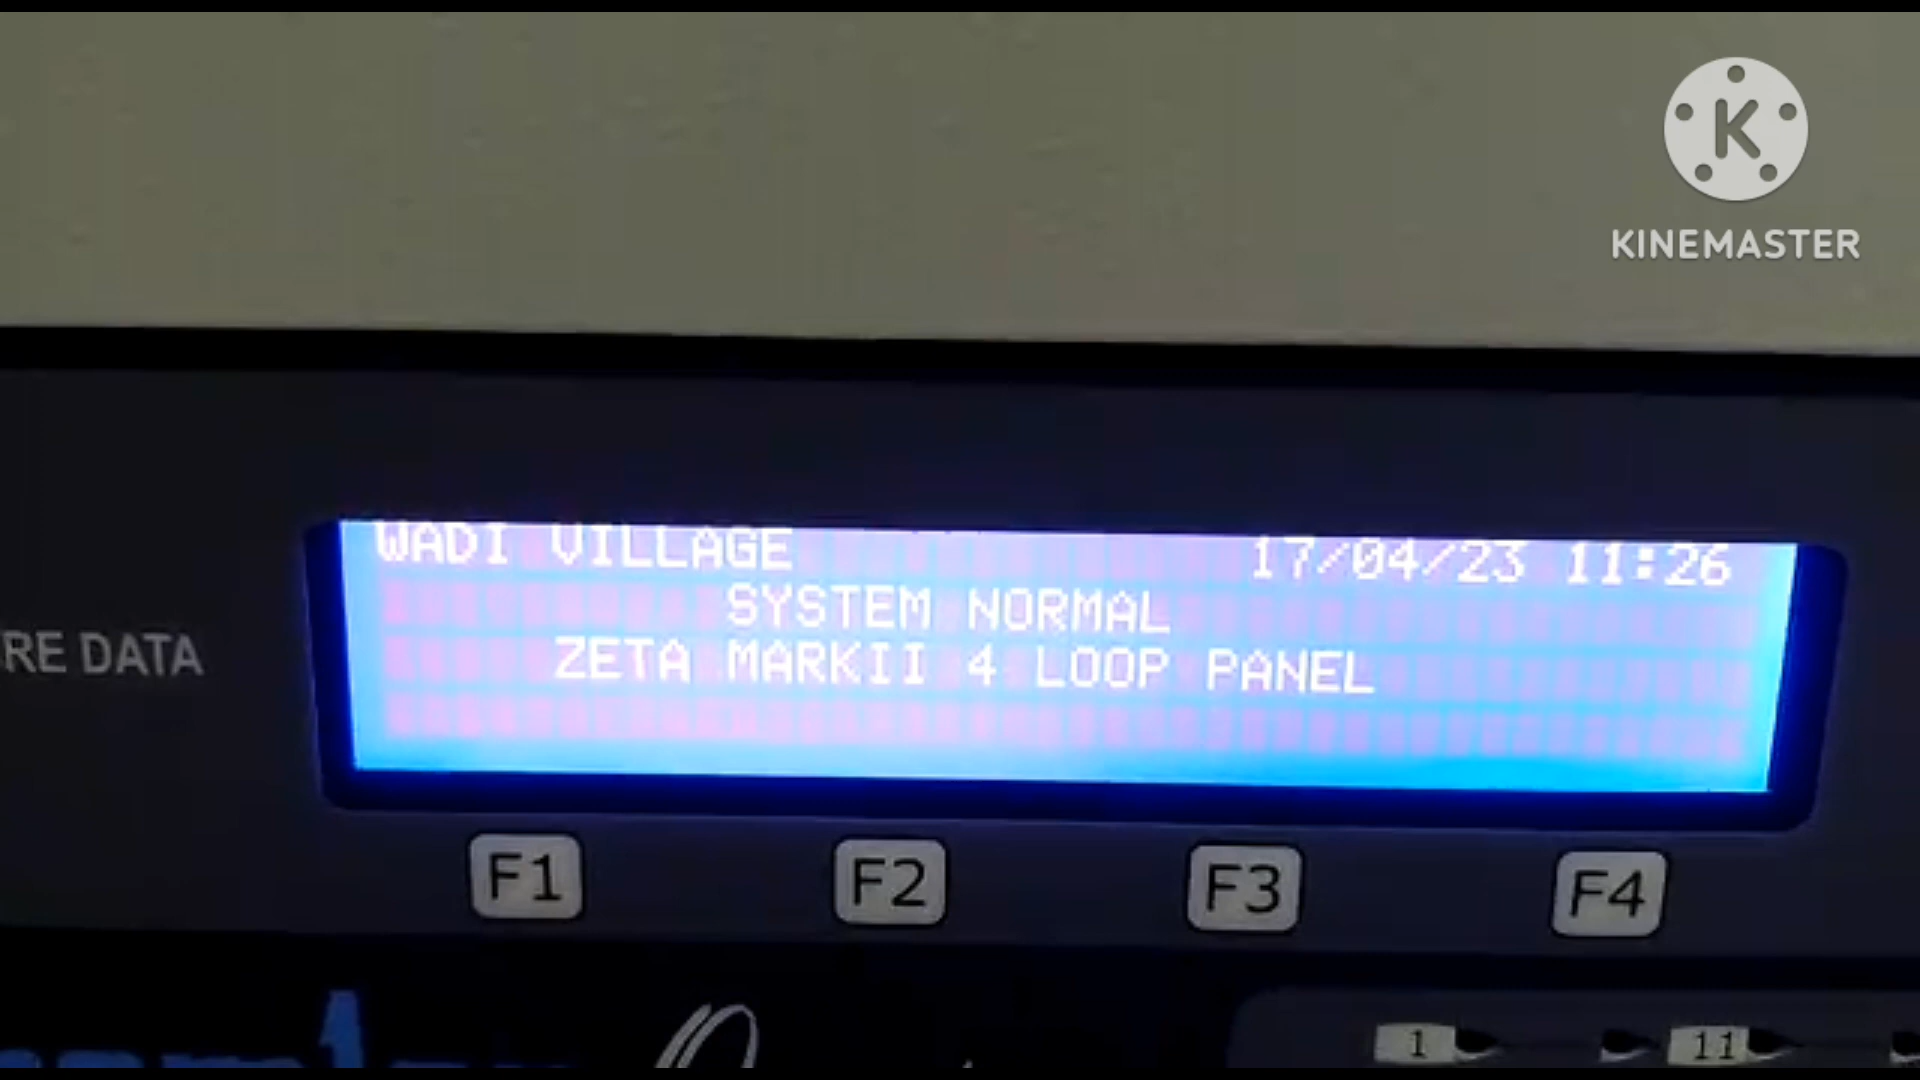 K
KINEMASTER
WADI VILLAGE 17/04/23 11:26
SYSTEM NORMAL
ZETA MARKII 4 LOOP PANEL
RE DATA
F1 F2 F3 F4
1 11